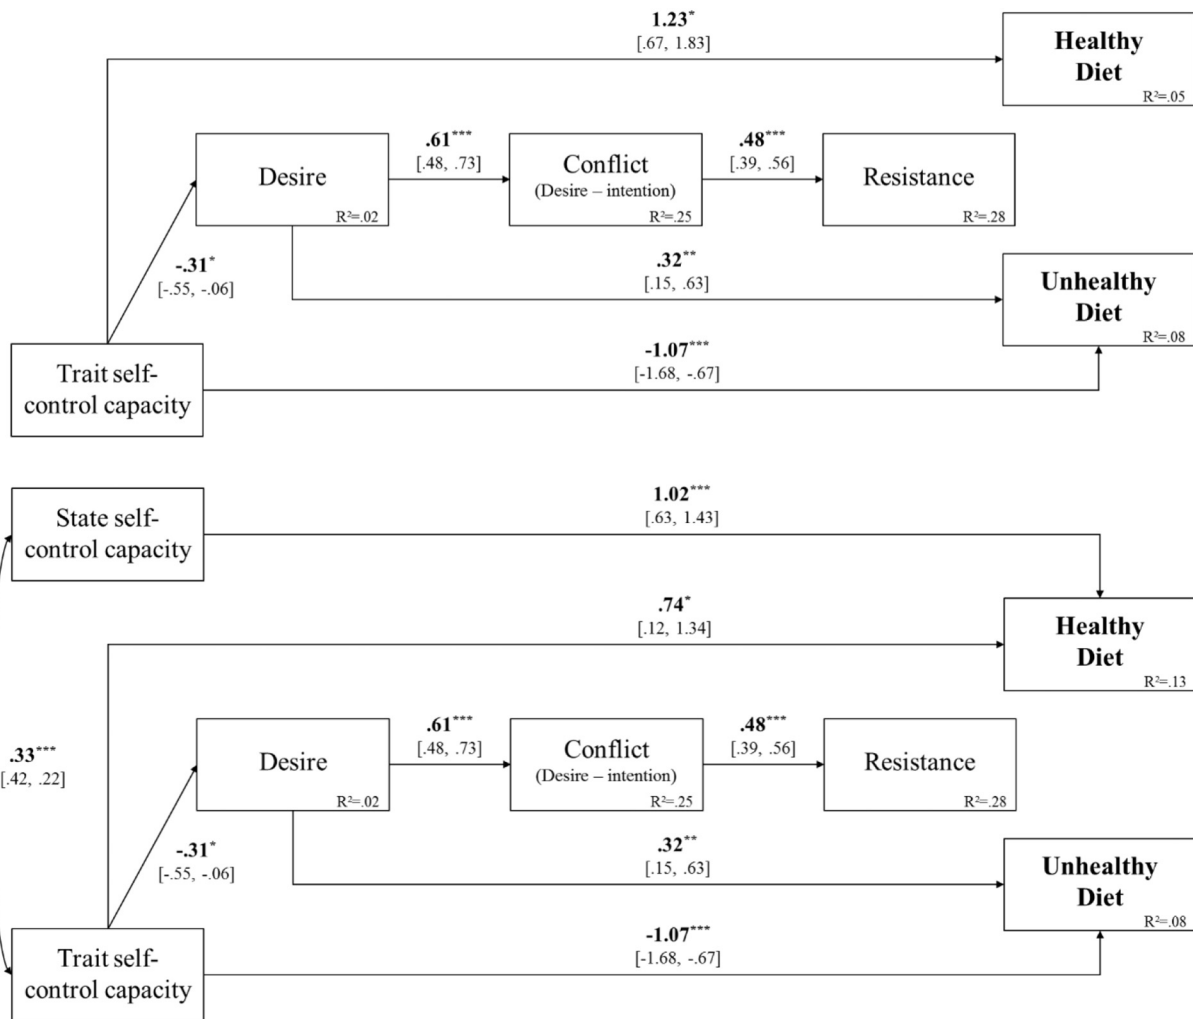 1.23*
[.67, 1.83]
Healthy
Diet
R²=.05
.61***
[.48, .73]
.48***
[.39, .56]
Desire
R²=.02
Conflict
(Desire – intention)
R²=.25
Resistance
R²=.28
-.31*
[-.55, -.06]
.32**
[.15, .63]
Unhealthy
Diet
R²=.08
-1.07***
[-1.68, -.67]
Trait self-
control capacity
State self-
control capacity
1.02***
[.63, 1.43]
.74*
[.12, 1.34]
Healthy
Diet
R²=.13
.33***
[.42, .22]
.61***
[.48, .73]
.48***
[.39, .56]
Desire
R²=.02
Conflict
(Desire – intention)
R²=.25
Resistance
R²=.28
-.31*
[-.55, -.06]
.32**
[.15, .63]
Unhealthy
Diet
R²=.08
-1.07***
[-1.68, -.67]
Trait self-
control capacity